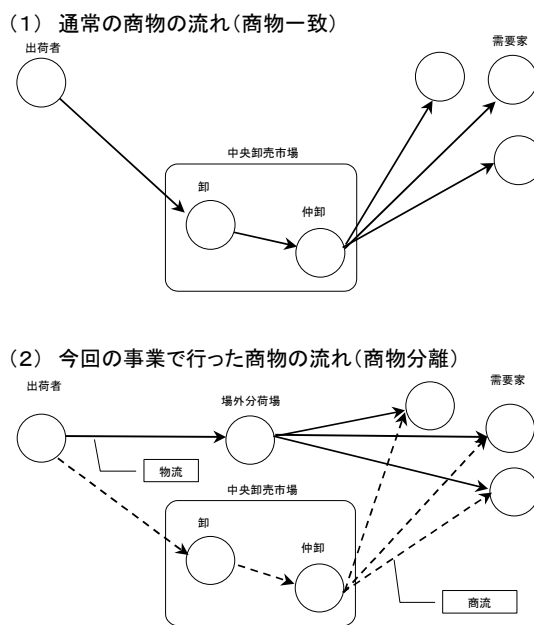 (1) 通常の商物の流れ(商物一致)
出荷者
需要家
中央卸売市場
卸
仲卸
(2) 今回の事業で行った商物の流れ(商物分離)
出荷者
場外分荷場
需要家
物流
中央卸売市場
卸
仲卸
商流